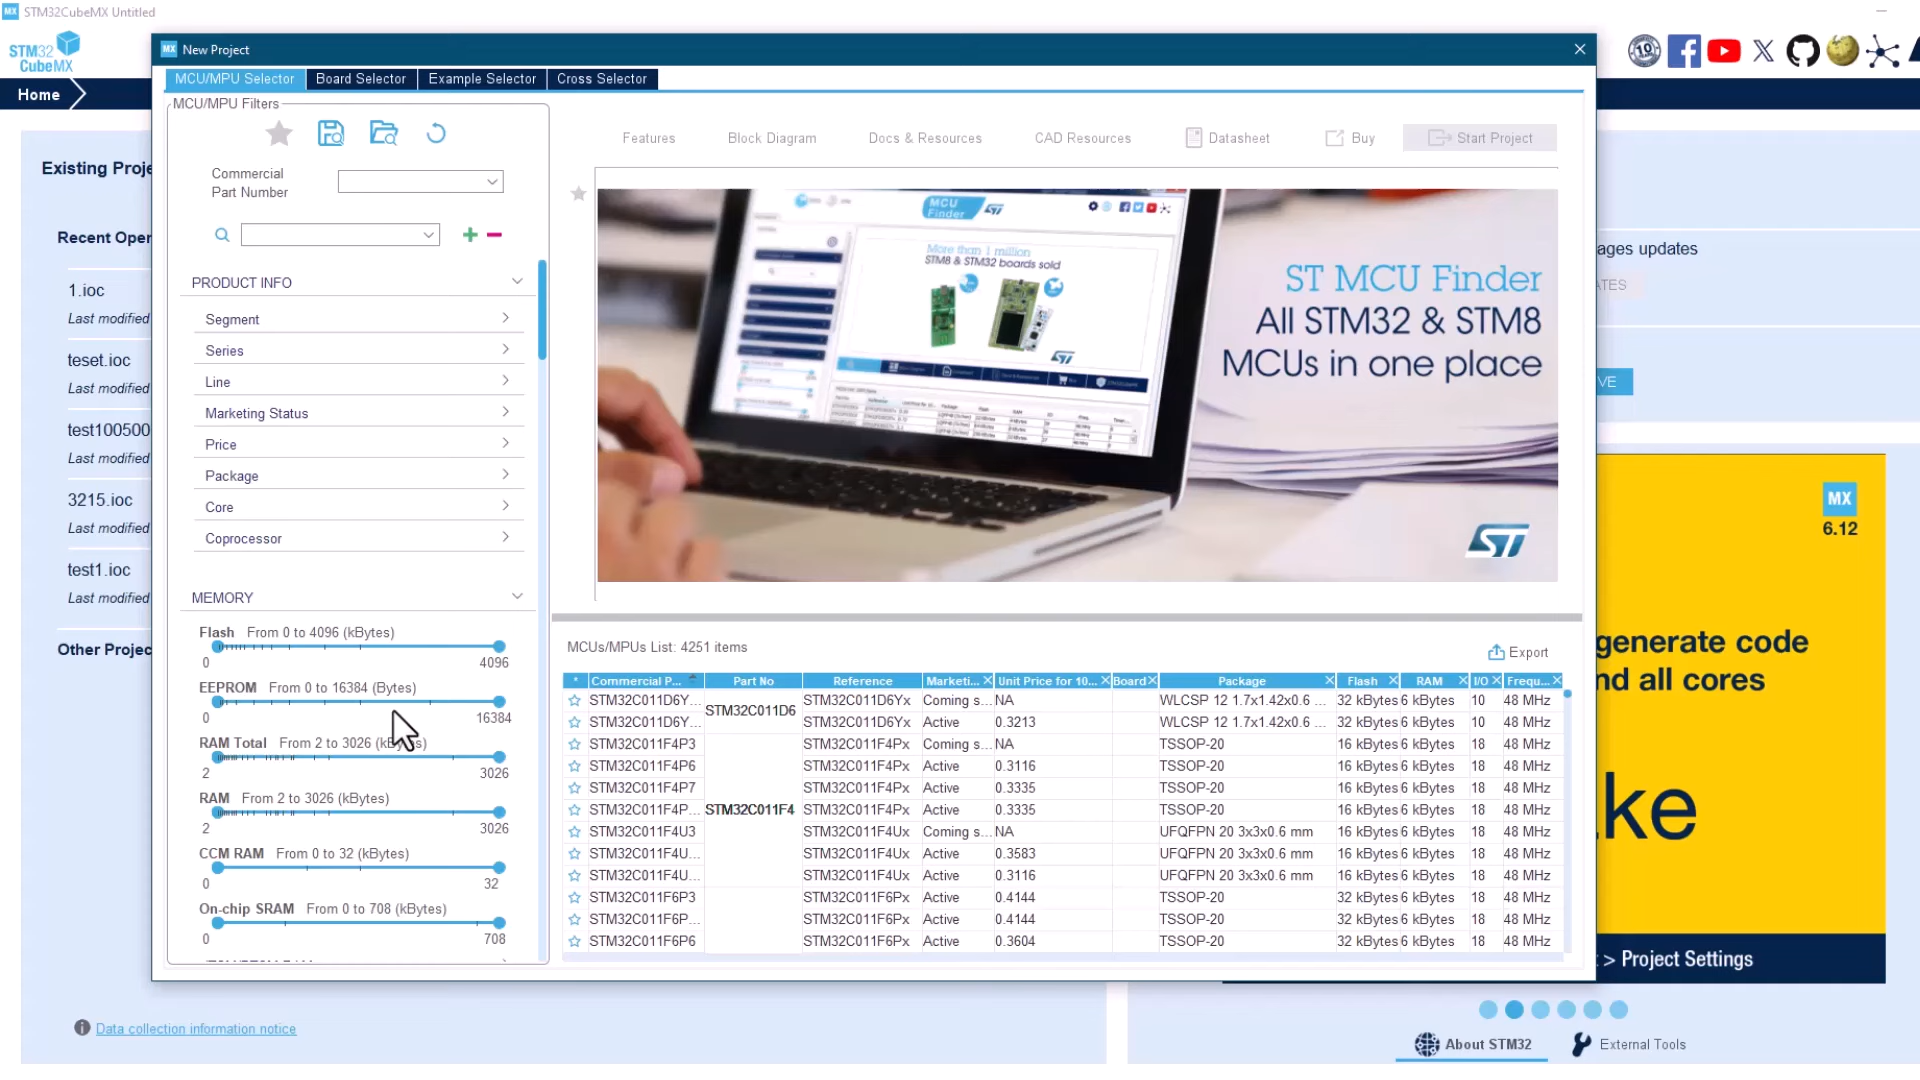 MX STM32CubeMX Untitled
STM32
CubeMX
10
Home
Existing Proje
Recent Oper
1.ioc
Last modified
teset.ioc
Last modified
test100500
Last modified
3215.ioc
Last modified
test1.ioc
Last modified
Other Projec
Data collection information notice
MX New Project
MCU/MPU Selector
Board Selector
Example Selector
Cross Selector
MCU/MPU Filters
Commercial
Part Number
PRODUCT INFO
Segment
Series
Line
Marketing Status
Price
Package
Core
Coprocessor
MEMORY
Flash From 0 to 4096 (kBytes)
0 4096
EEPROM From 0 to 16384 (Bytes)
0 16384
RAM Total From 2 to 3026 (kBytes)
2 3026
RAM From 2 to 3026 (kBytes)
2 3026
CCM RAM From 0 to 32 (kBytes)
0 32
On-chip SRAM From 0 to 708 (kBytes)
0 708
Features
Block Diagram
Docs & Resources
CAD Resources
Datasheet
Buy
Start Project
MCU
Finder
More than 1 million
STM8 & STM32 boards sold
ST MCU Finder
All STM32 & STM8
MCUs in one place
ST
MCUs/MPUs List: 4251 items
Export
* Commercial P... Part No Reference Marketi... Unit Price for 10... Board Package Flash RAM I/O Frequ...
STM32C011D6Y... STM32C011D6Yx Coming s... NA WLCSP 12 1.7x1.42x0.6 ... 32 kBytes 6 kBytes 10 48 MHz
STM32C011D6
STM32C011D6Y... STM32C011D6Yx Active 0.3213 WLCSP 12 1.7x1.42x0.6 ... 32 kBytes 6 kBytes 10 48 MHz
STM32C011F4P3 STM32C011F4Px Coming s... NA TSSOP-20 16 kBytes 6 kBytes 18 48 MHz
STM32C011F4P6 STM32C011F4Px Active 0.3116 TSSOP-20 16 kBytes 6 kBytes 18 48 MHz
STM32C011F4P7 STM32C011F4Px Active 0.3335 TSSOP-20 16 kBytes 6 kBytes 18 48 MHz
STM32C011F4P... STM32C011F4 STM32C011F4Px Active 0.3335 TSSOP-20 16 kBytes 6 kBytes 18 48 MHz
STM32C011F4U3 STM32C011F4Ux Coming s... NA UFQFPN 20 3x3x0.6 mm 16 kBytes 6 kBytes 18 48 MHz
STM32C011F4U... STM32C011F4Ux Active 0.3583 UFQFPN 20 3x3x0.6 mm 16 kBytes 6 kBytes 18 48 MHz
STM32C011F4U... STM32C011F4Ux Active 0.3116 UFQFPN 20 3x3x0.6 mm 16 kBytes 6 kBytes 18 48 MHz
STM32C011F6P3 STM32C011F6Px Active 0.4144 TSSOP-20 32 kBytes 6 kBytes 18 48 MHz
STM32C011F6P... STM32C011F6Px Active 0.4144 TSSOP-20 32 kBytes 6 kBytes 18 48 MHz
STM32C011F6P6 STM32C011F6Px Active 0.3604 TSSOP-20 32 kBytes 6 kBytes 18 48 MHz
ages updates
ATES
VE
MX
6.12
generate code
nd all cores
ke
> Project Settings
About STM32
External Tools